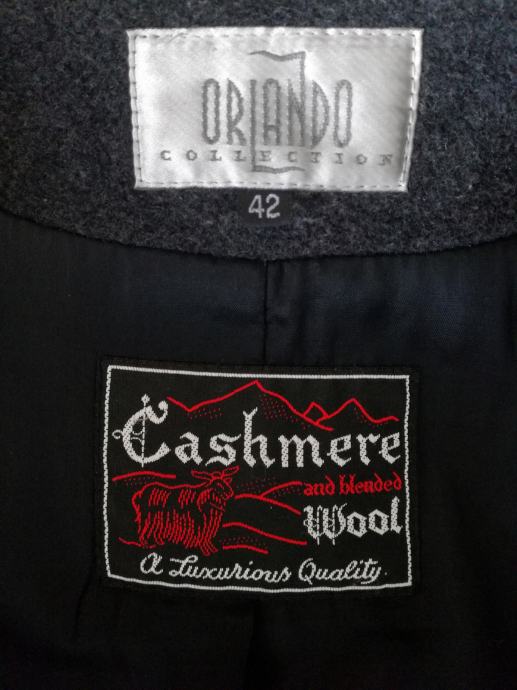 ORLANDO
COLLECTION
42
Cashmere
and blended
Wool
A Luxurious Quality.